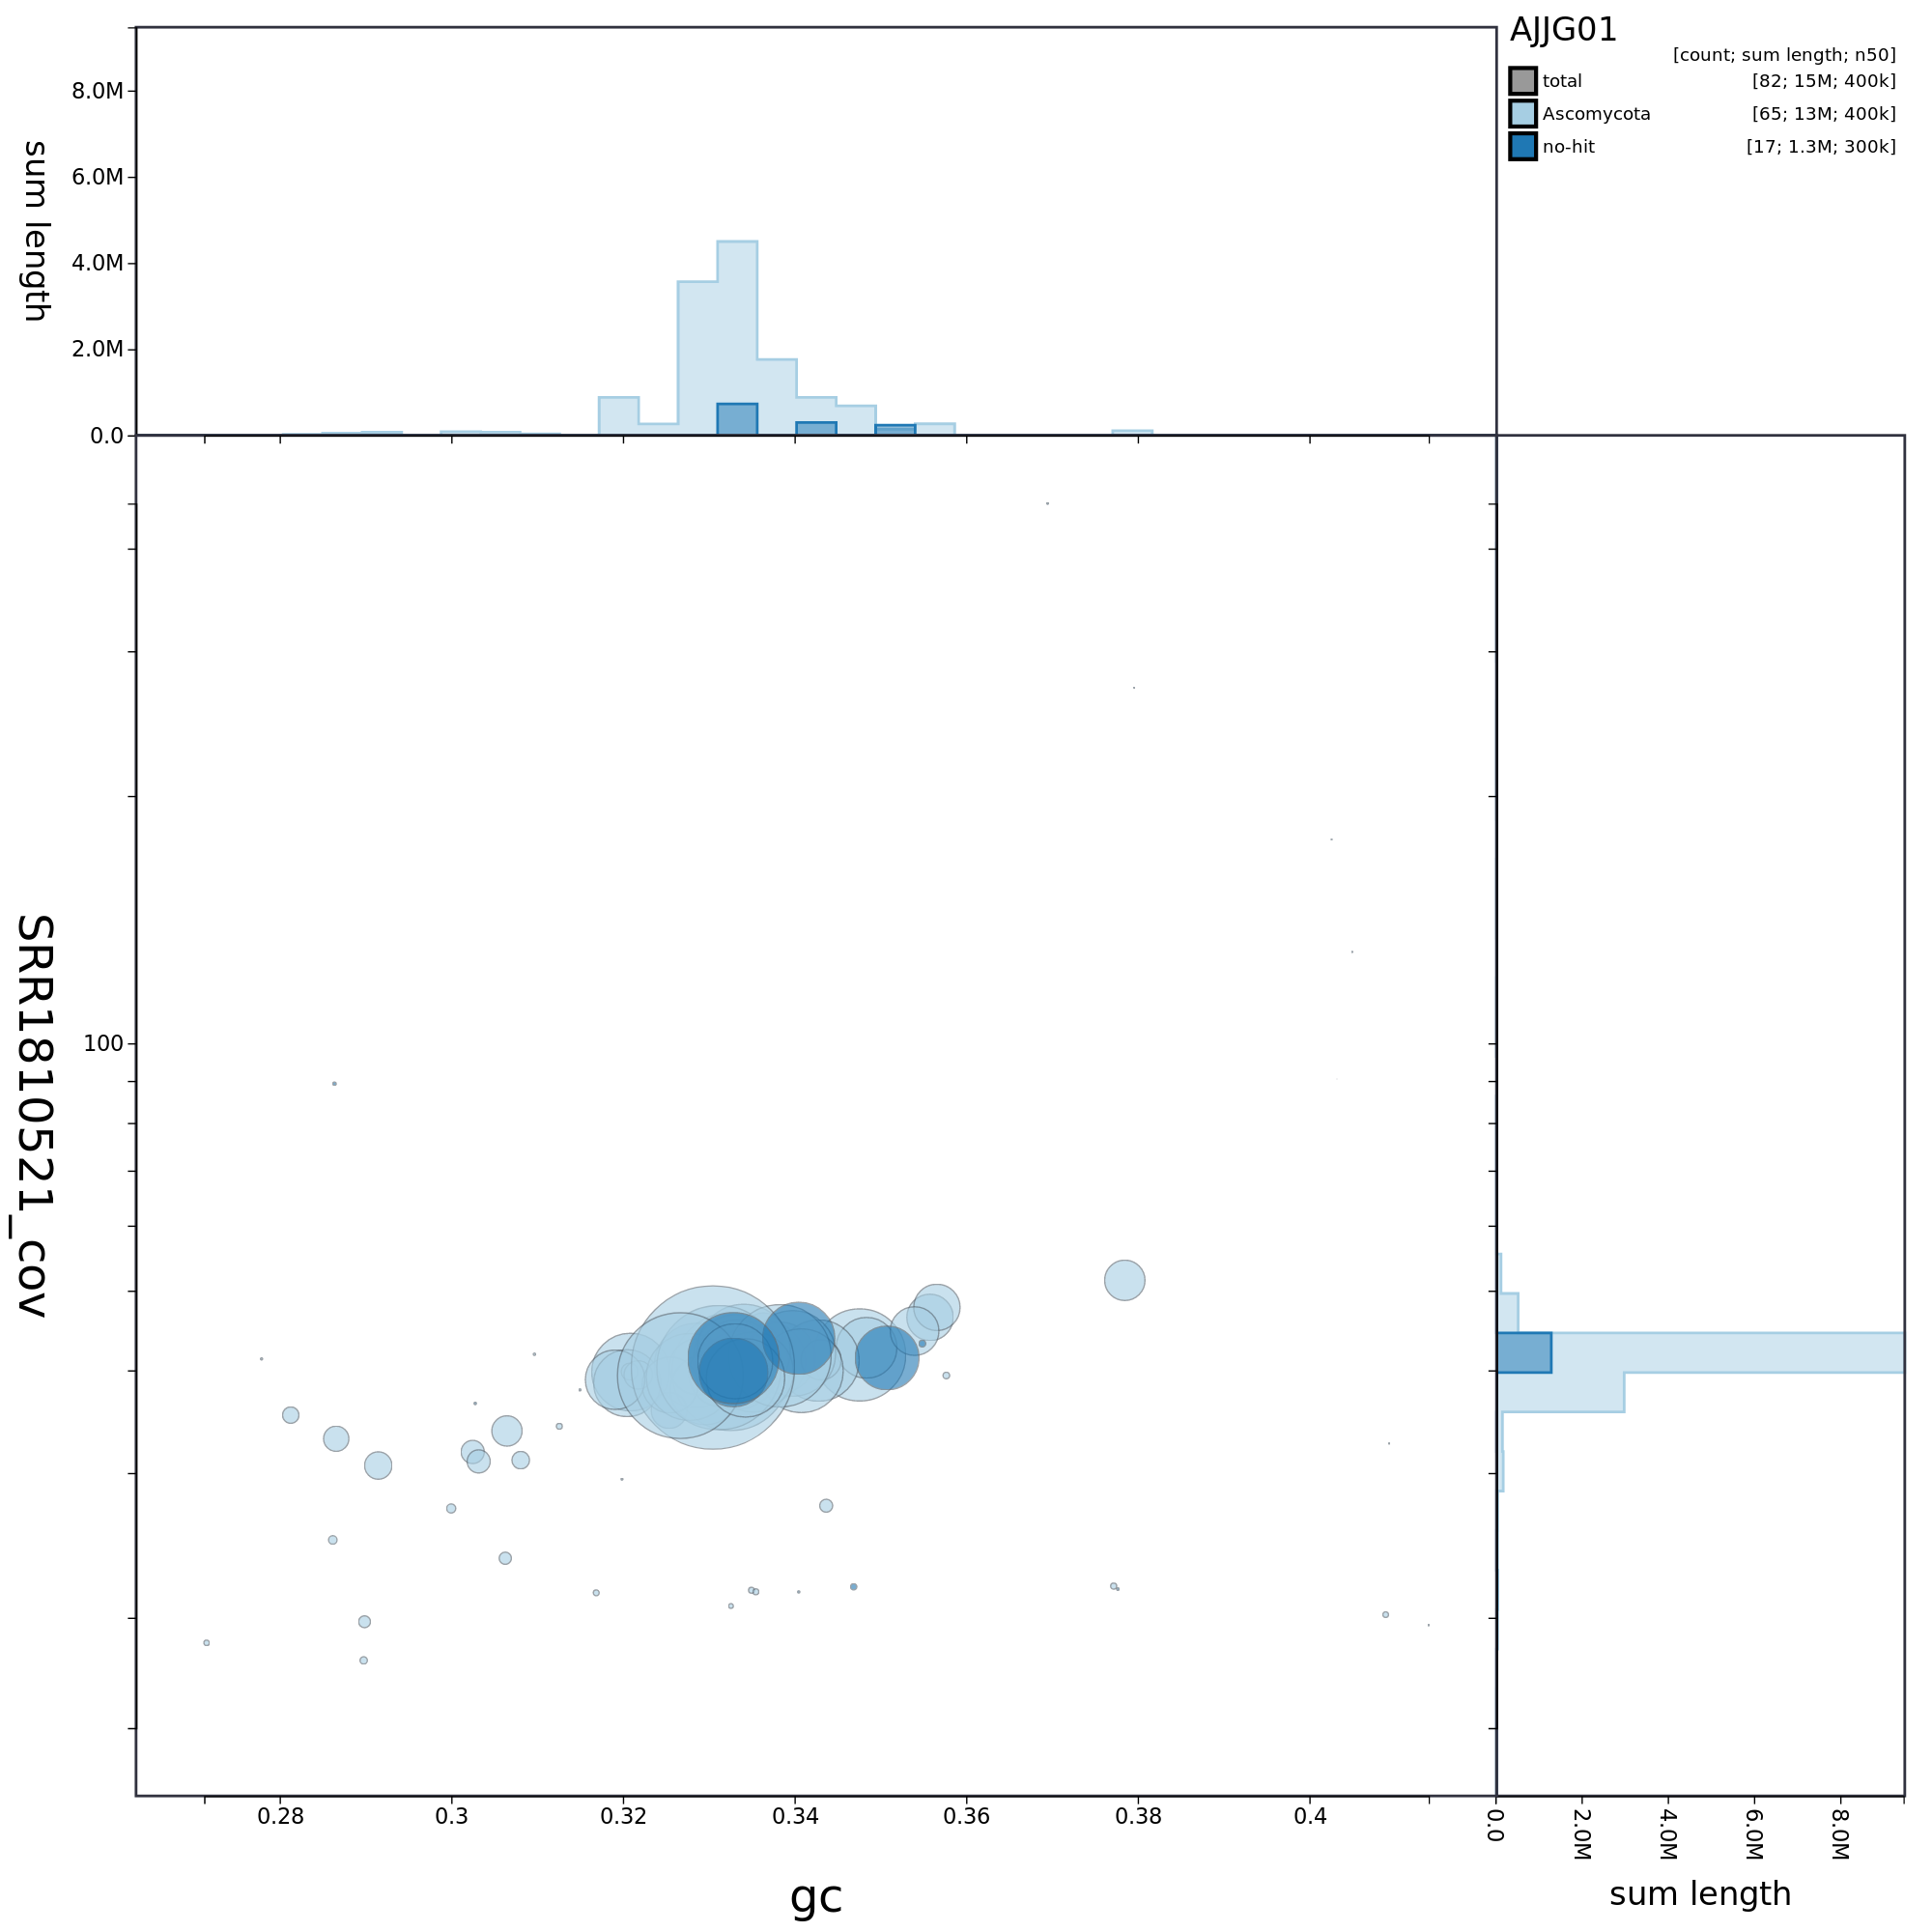 AJJG01
[count; sum length; n50]
total [82; 15M; 400k]
Ascomycota [65; 13M; 400k]
no-hit [17; 1.3M; 300k]
sum length
8.0M
6.0M
4.0M
2.0M
0.0
SRR1810521_cov
100
0.28 0.3 0.32 0.34 0.36 0.38 0.4
gc
0.0 2.0M 4.0M 6.0M 8.0M
sum length